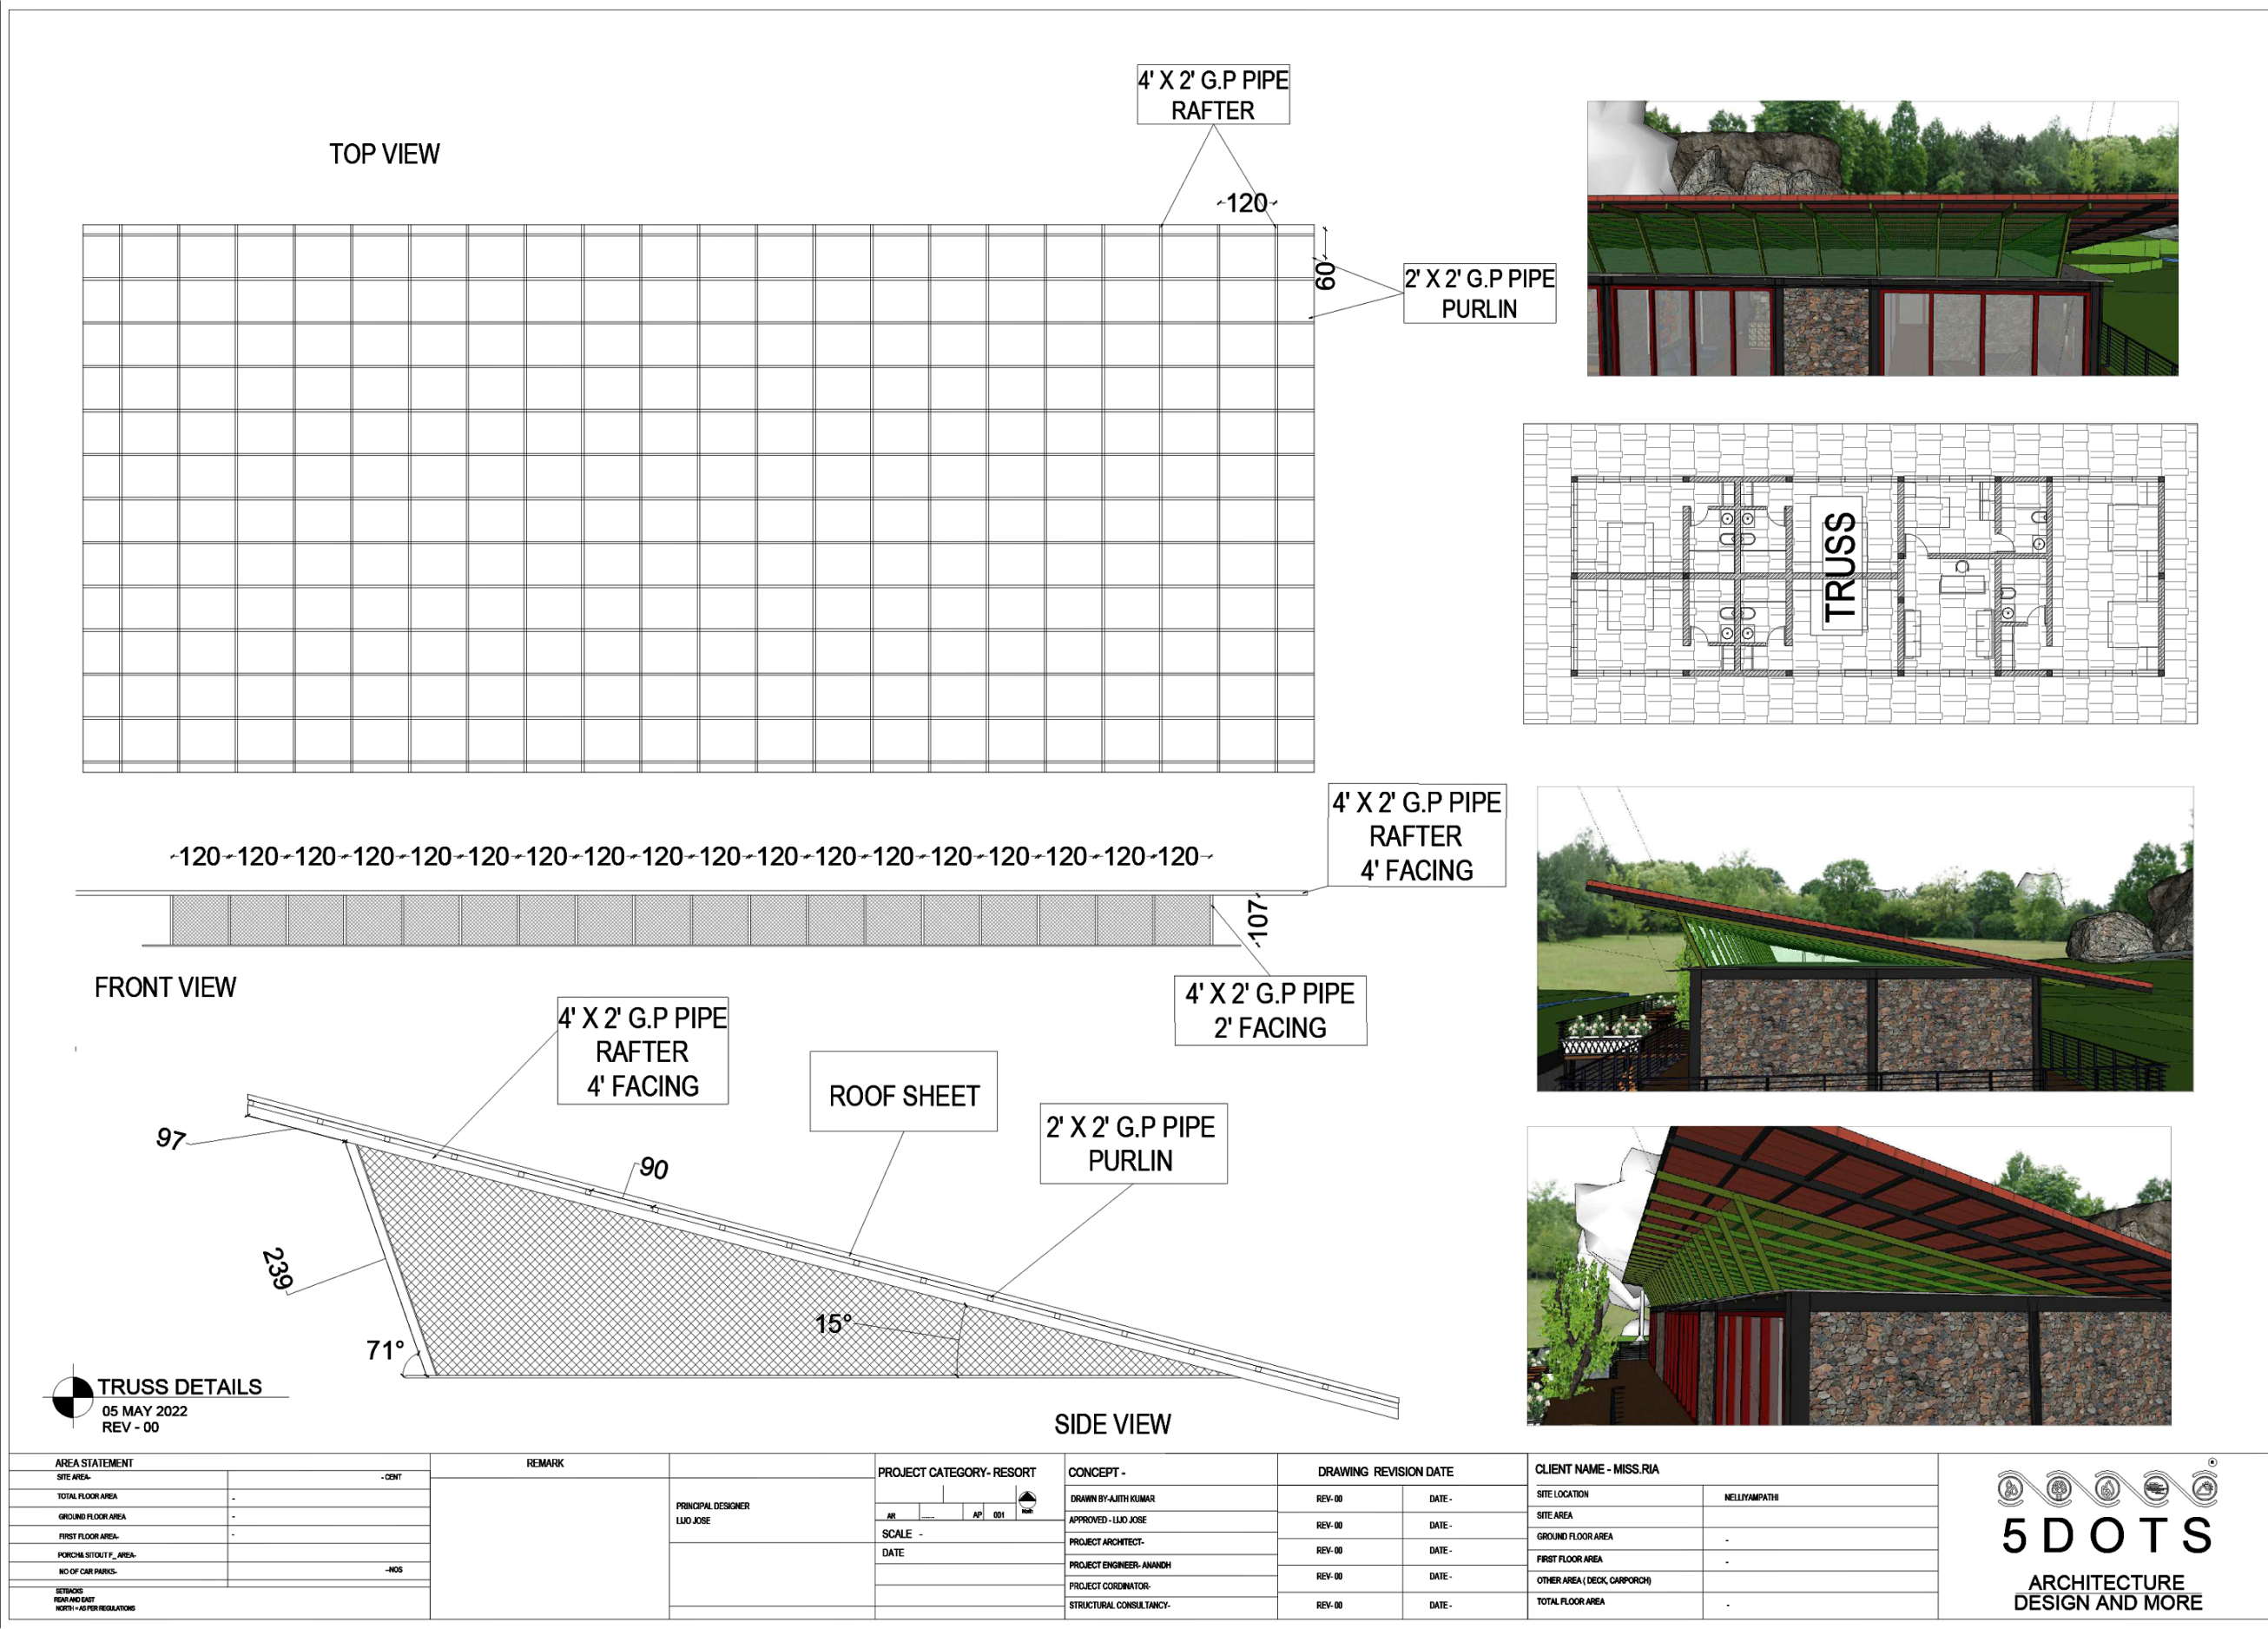 TOP VIEW
4' X 2' G.P PIPE
RAFTER
120
60
2' X 2' G.P PIPE
PURLIN
TRUSS
120 120 120 120 120 120 120 120 120 120 120 120 120 120 120 120 120 120
4' X 2' G.P PIPE
RAFTER
4' FACING
107
4' X 2' G.P PIPE
2' FACING
FRONT VIEW
4' X 2' G.P PIPE
RAFTER
4' FACING
ROOF SHEET
2' X 2' G.P PIPE
PURLIN
97
90
239
15°
71°
SIDE VIEW
TRUSS DETAILS
05 MAY 2022
REV - 00
AREA STATEMENT
SITE AREA- - CENT
TOTAL FLOOR AREA -
GROUND FLOOR AREA -
FIRST FLOOR AREA- -
PORCH& SITOUT F_ AREA-
NO OF CAR PARKS- -NOS
SETBACKS
REAR AND EAST
NORTH = AS PER REGULATIONS
REMARK
PRINCIPAL DESIGNER
LIJO JOSE
PROJECT CATEGORY- RESORT
North
AR ...... AP 001
SCALE -
DATE
CONCEPT -
DRAWN BY-AJITH KUMAR
APPROVED - LIJO JOSE
PROJECT ARCHITECT-
PROJECT ENGINEER- ANANDH
PROJECT CORDINATOR-
STRUCTURAL CONSULTANCY-
DRAWING REVISION DATE
REV- 00 DATE -
REV- 00 DATE -
REV- 00 DATE -
REV- 00 DATE -
REV- 00 DATE -
CLIENT NAME - MISS.RIA
SITE LOCATION NELLIYAMPATHI
SITE AREA
GROUND FLOOR AREA -
FIRST FLOOR AREA -
OTHER AREA ( DECK, CARPORCH)
TOTAL FLOOR AREA -
®
5 D O T S
ARCHITECTURE
DESIGN AND MORE